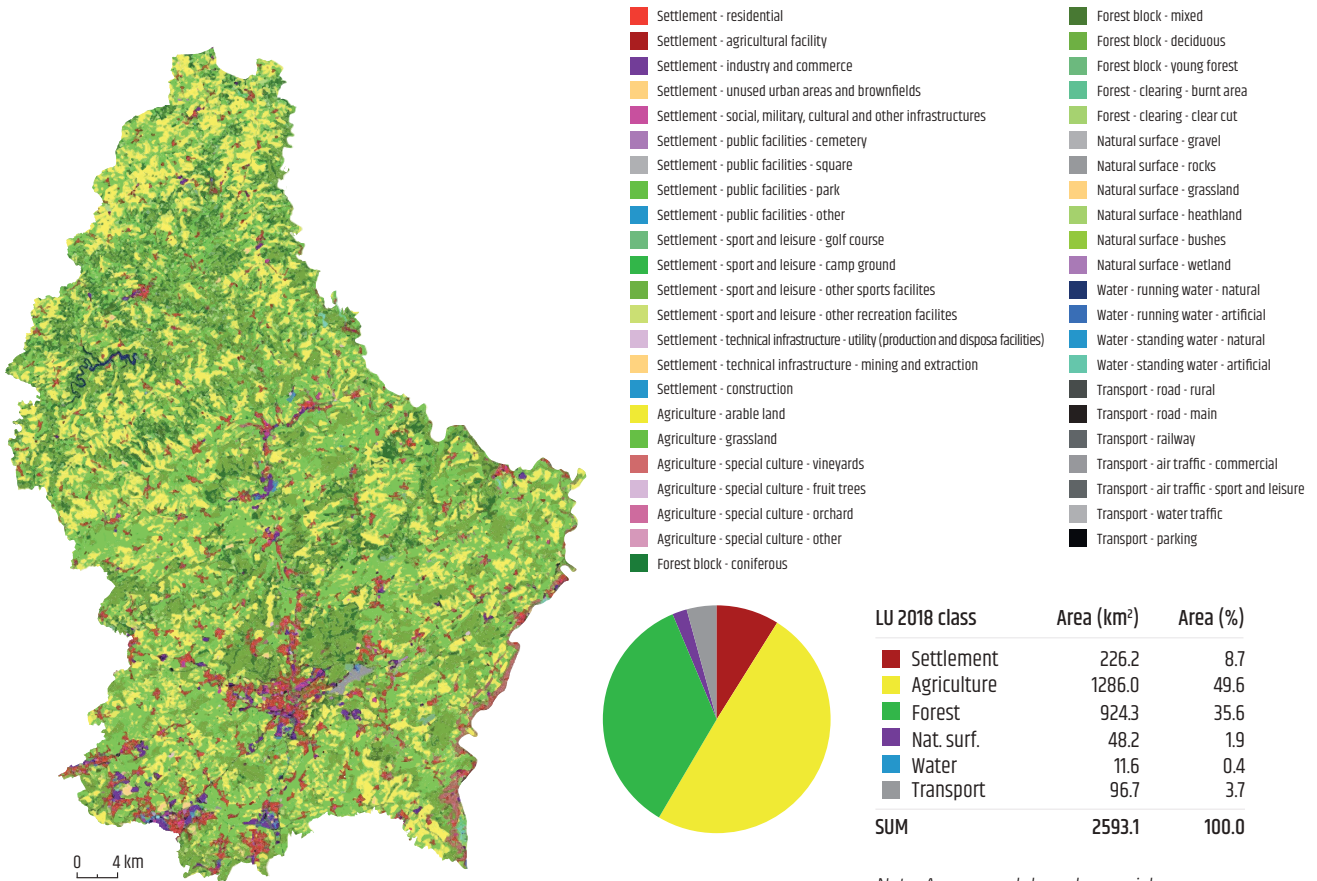 Settlement - residential
Settlement - agricultural facility
Settlement - industry and commerce
Settlement - unused urban areas and brownfields
Settlement - social, military, cultural and other infrastructures
Settlement - public facilities - cemetery
Settlement - public facilities - square
Settlement - public facilities - park
Settlement - public facilities - other
Settlement - sport and leisure - golf course
Settlement - sport and leisure - camp ground
Settlement - sport and leisure - other sports facilites
Settlement - sport and leisure - other recreation facilites
Settlement - technical infrastructure - utility (production and disposa facilities)
Settlement - technical infrastructure - mining and extraction
Settlement - construction
Agriculture - arable land
Agriculture - grassland
Agriculture - special culture - vineyards
Agriculture - special culture - fruit trees
Agriculture - special culture - orchard
Agriculture - special culture - other
Forest block - coniferous
Forest block - mixed
Forest block - deciduous
Forest block - young forest
Forest - clearing - burnt area
Forest - clearing - clear cut
Natural surface - gravel
Natural surface - rocks
Natural surface - grassland
Natural surface - heathland
Natural surface - bushes
Natural surface - wetland
Water - running water - natural
Water - running water - artificial
Water - standing water - natural
Water - standing water - artificial
Transport - road - rural
Transport - road - main
Transport - railway
Transport - air traffic - commercial
Transport - air traffic - sport and leisure
Transport - water traffic
Transport - parking
LU 2018 class Area (km²) Area (%)
Settlement 226.2 8.7
Agriculture 1286.0 49.6
Forest 924.3 35.6
Nat. surf. 48.2 1.9
Water 11.6 0.4
Transport 96.7 3.7
SUM 2593.1 100.0
0 4 km